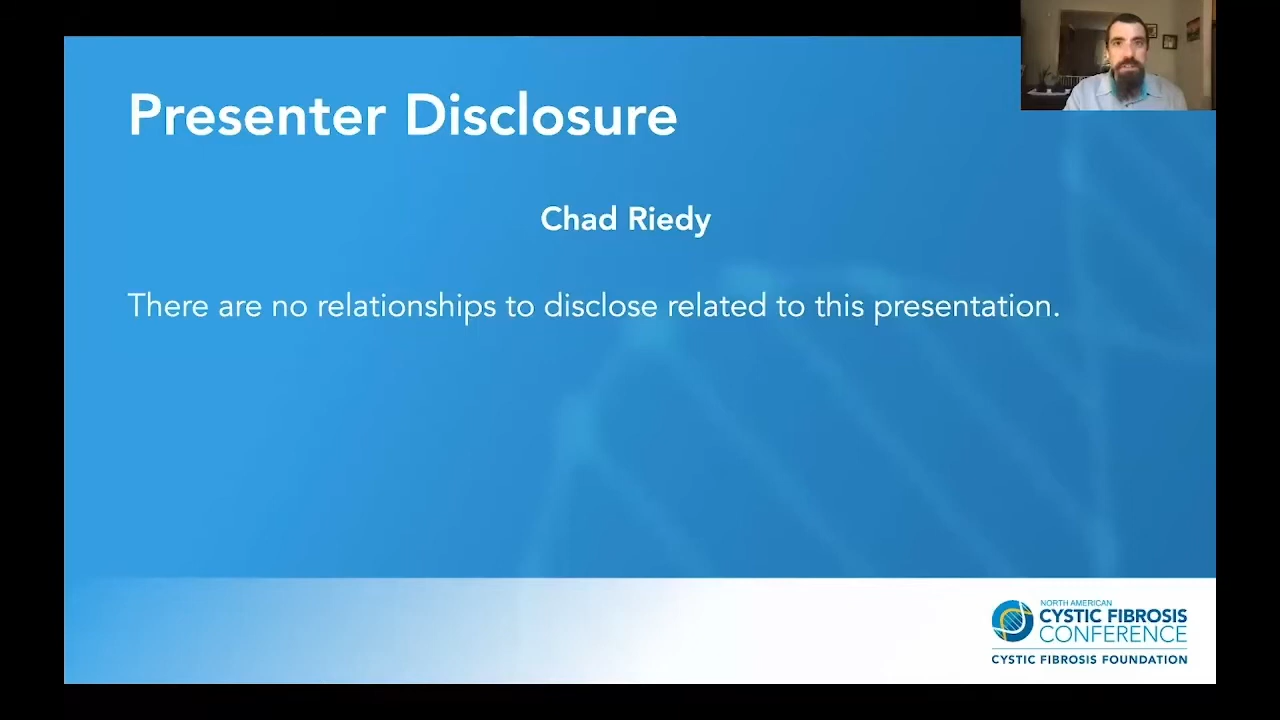 Presenter Disclosure
Chad Riedy
There are no relationships to disclose related to this presentation.
NORTH AMERICAN
CYSTIC FIBROSIS
CONFERENCE
CYSTIC FIBROSIS FOUNDATION